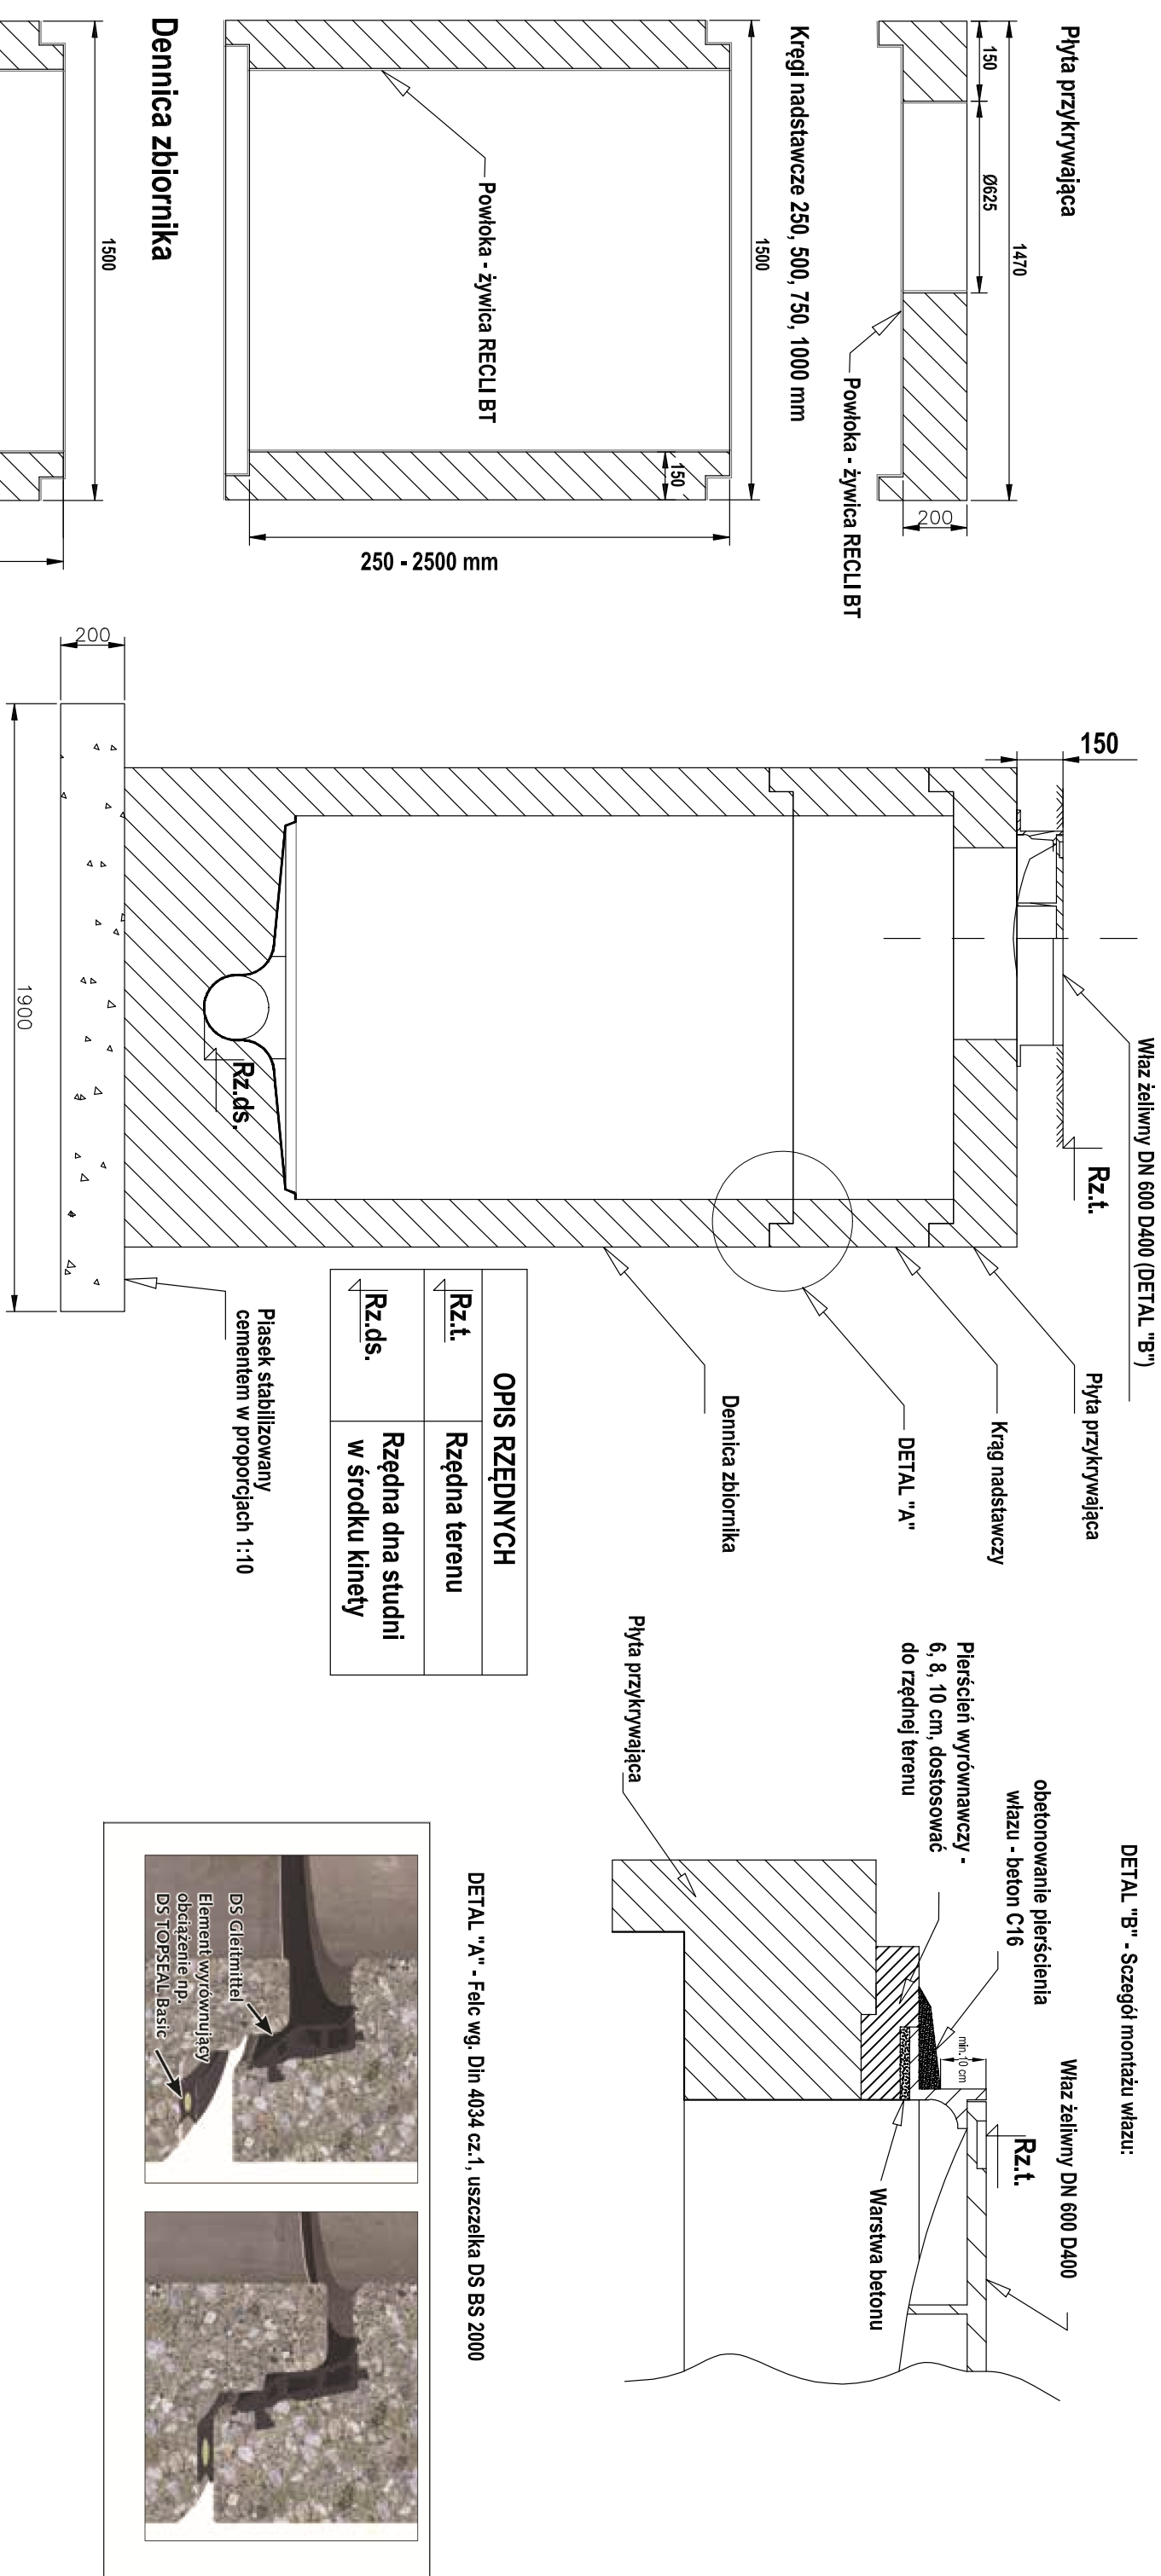 Płyta przykrywająca
1470
150
Ø625
200
Powłoka - żywica RECLI BT
Kręgi nadstawcze 250, 500, 750, 1000 mm
1500
150
Powłoka - żywica RECLI BT
250 - 2500 mm
Dennica zbiornika
1500
150
Właz żeliwny DN 600 D400 (DETAL "B")
Rz.t.
Płyta przykrywająca
Krąg nadstawczy
DETAL "A"
Dennica zbiornika
Rz.ds.
Piasek stabilizowany
cementem w proporcjach 1:10
200
1900
OPIS RZĘDNYCH
Rz.t.
Rzędna terenu
Rz.ds.
Rzędna dna studni
w środku kinety
DETAL "B" - Sczegół montażu włazu:
Właz żeliwny DN 600 D400
Rz.t.
obetonowanie pierścienia
włazu - beton C16
min. 10 cm
Pierścień wyrównawczy -
6, 8, 10 cm, dostosować
do rzędnej terenu
Warstwa betonu
Płyta przykrywająca
DETAL "A" - Felc wg. Din 4034 cz.1, uszczelka DS BS 2000
DS Gleitmittel
Element wyrównujący
obciążenie np.
DS TOPSEAL Basic